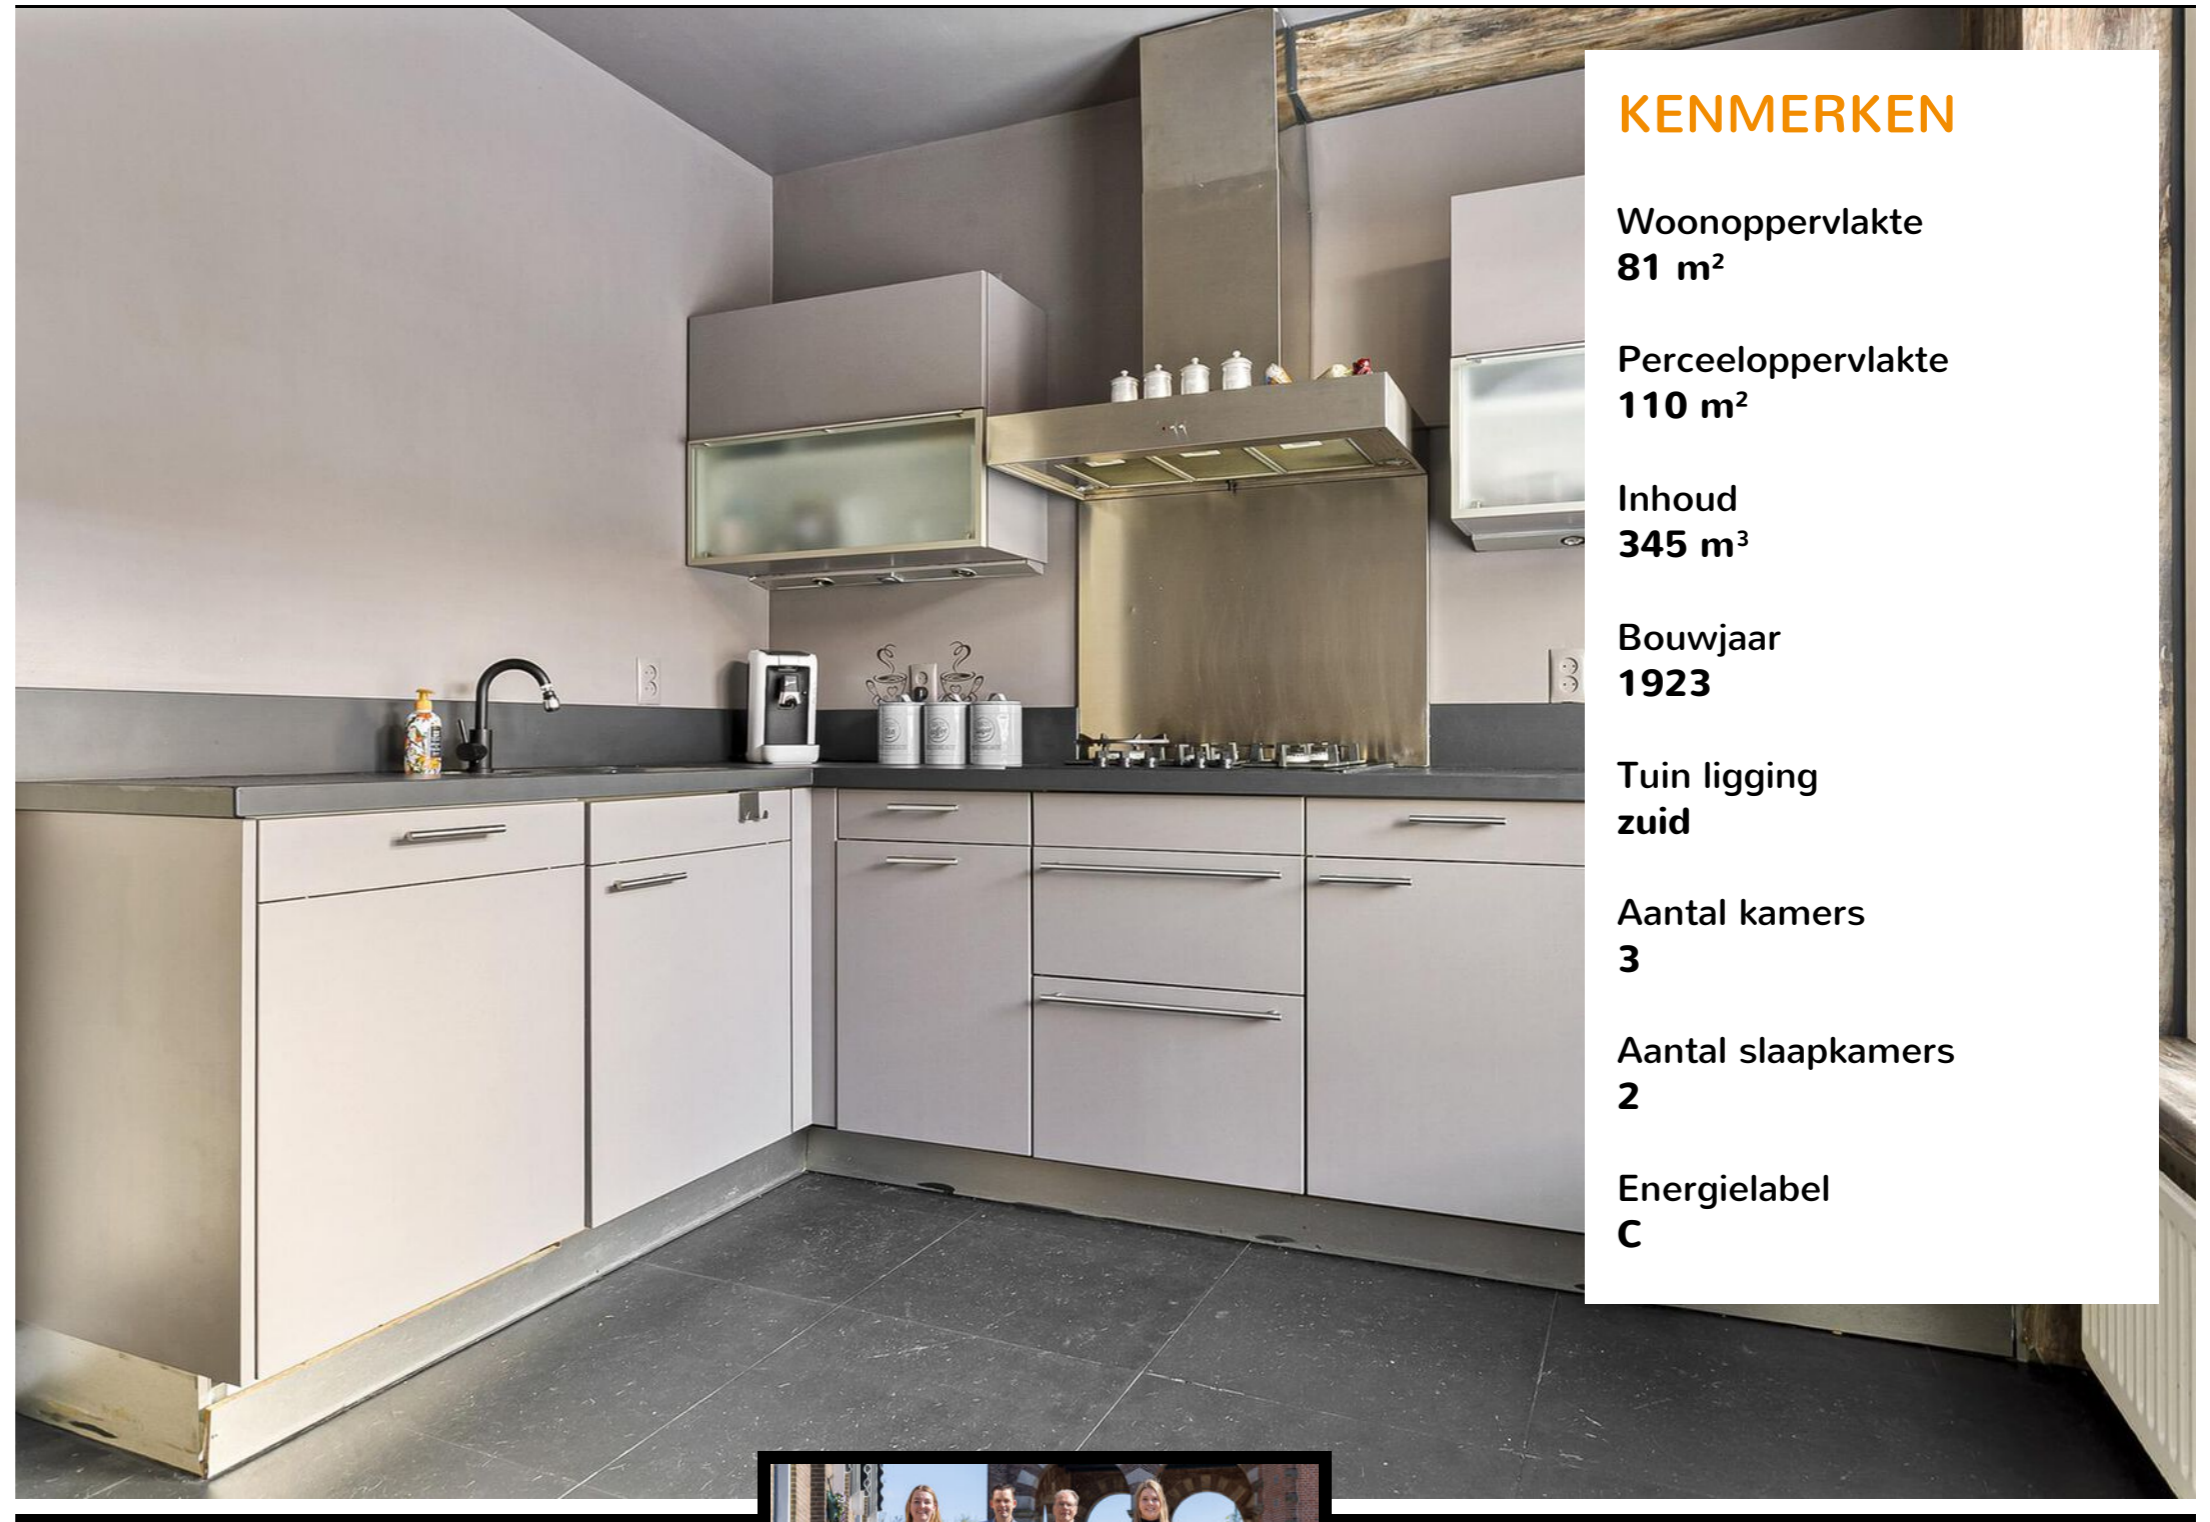 KENMERKEN
Woonoppervlakte
81 m²
Perceeloppervlakte
110 m²
Inhoud
345 m³
Bouwjaar
1923
Tuin ligging
zuid
Aantal kamers
3
Aantal slaapkamers
2
Energielabel
C